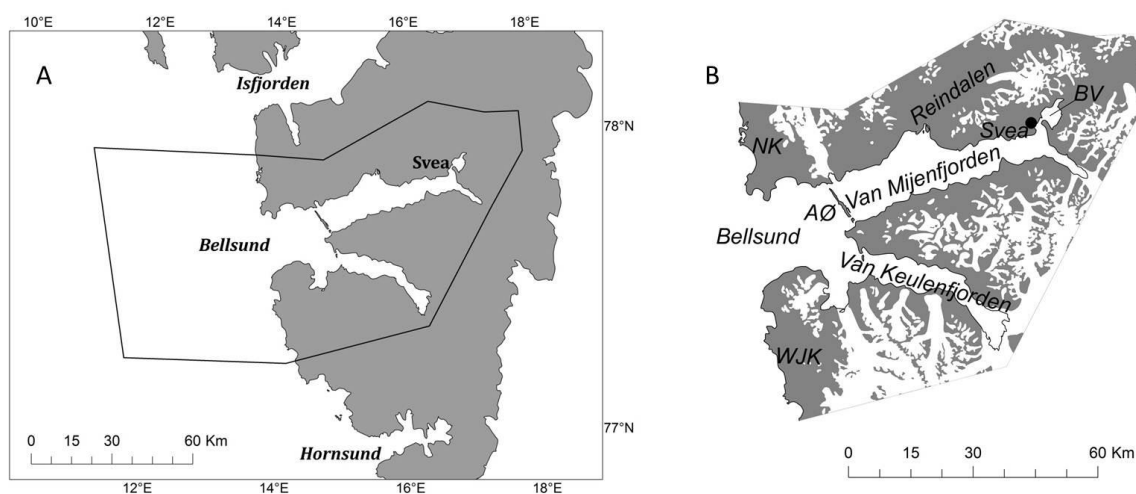 10°E 12°E 14°E 16°E 18°E
A
Isfjorden
78°N
Svea
Bellsund
77°N
Hornsund
0 15 30 60 Km
12°E 14°E 16°E 18°E
B
Reindalen
BV
Svea
NK
Van Mijenfjorden
AØ
Bellsund
Van Keulenfjorden
WJK
0 15 30 60 Km